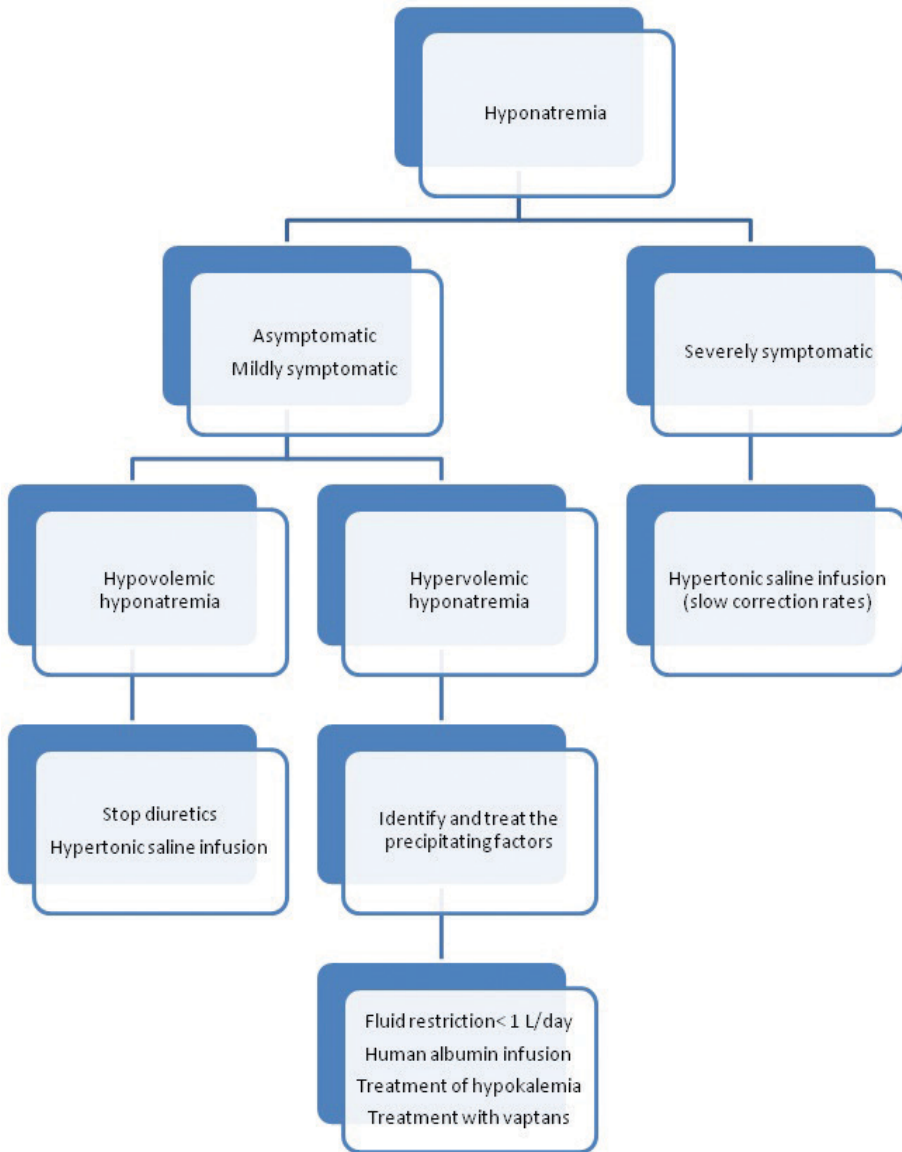 Hyponatremia
Asymptomatic
Mildly symptomatic
Severely symptomatic
Hypovolemic
hyponatremia
Hypervolemic
hyponatremia
Hypertonic saline infusion
(slow correction rates)
Stop diuretics
Hypertonic saline infusion
Identify and treat the
precipitating factors
Fluid restriction< 1 L/day
Human albumin infusion
Treatment of hypokalemia
Treatment with vaptans